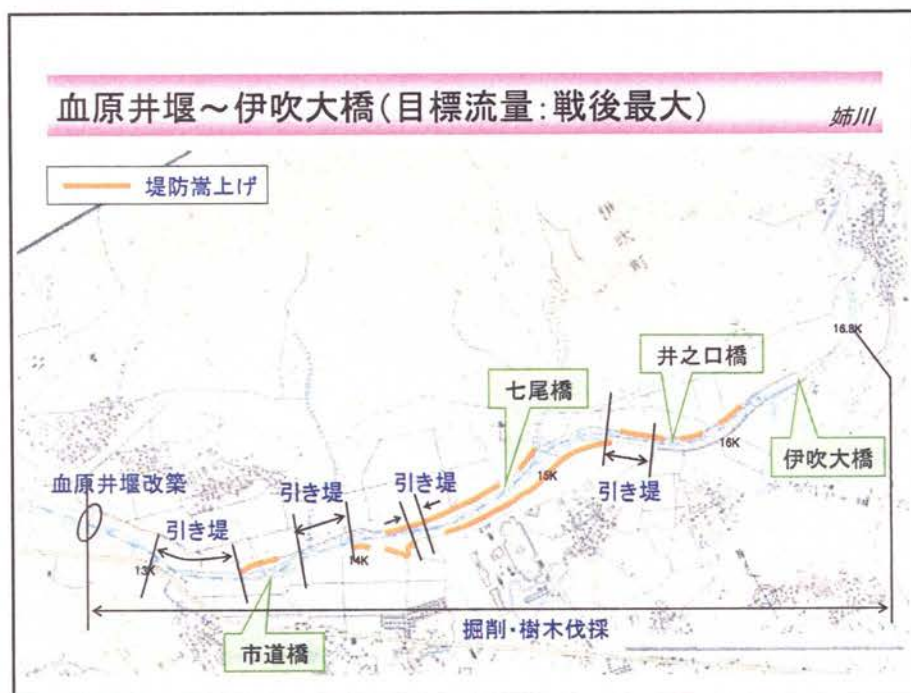 血原井堰～伊吹大橋（目標流量：戦後最大）
姉川
堤防嵩上げ
伊吹町
16.8K
井之口橋
七尾橋
16K
伊吹大橋
15K
血原井堰改築
引き堤
引き堤
引き堤
引き堤
14K
13K
市道橋
掘削・樹木伐採